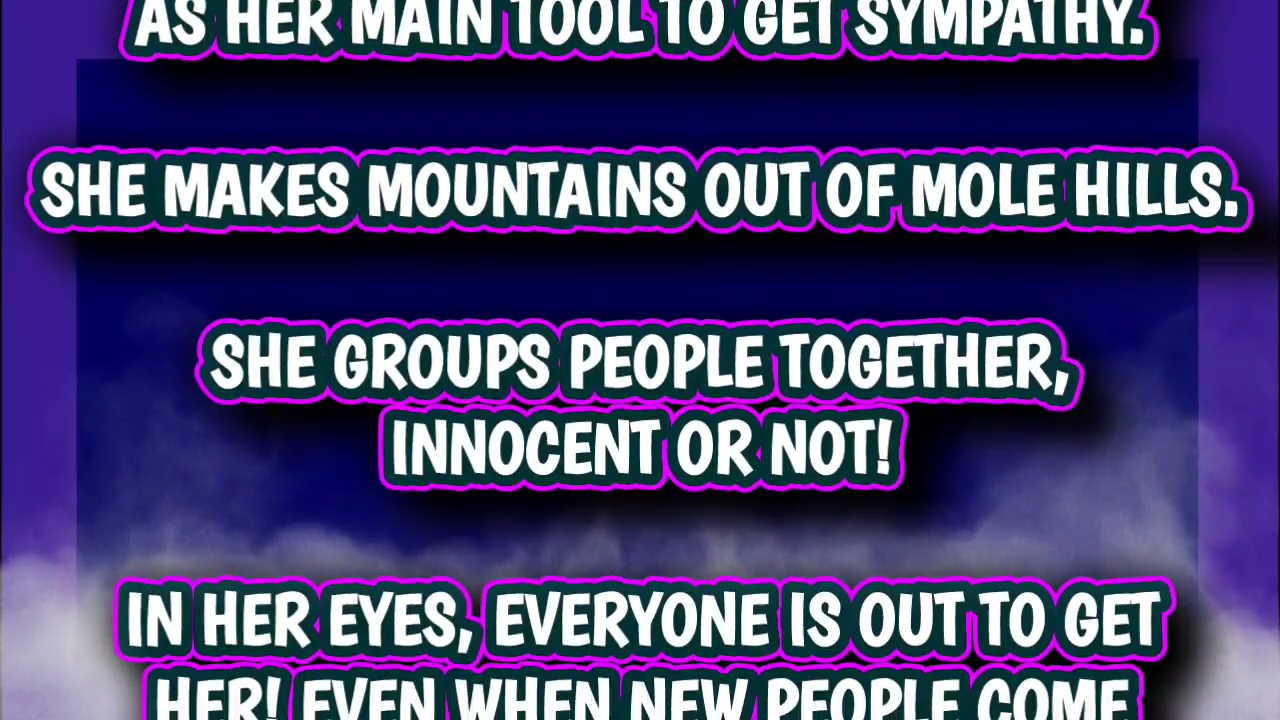 AS HER MAIN TOOL TO GET SYMPATHY.
SHE MAKES MOUNTAINS OUT OF MOLE HILLS.
SHE GROUPS PEOPLE TOGETHER,
INNOCENT OR NOT!
IN HER EYES, EVERYONE IS OUT TO GET
HER! EVEN WHEN NEW PEOPLE COME